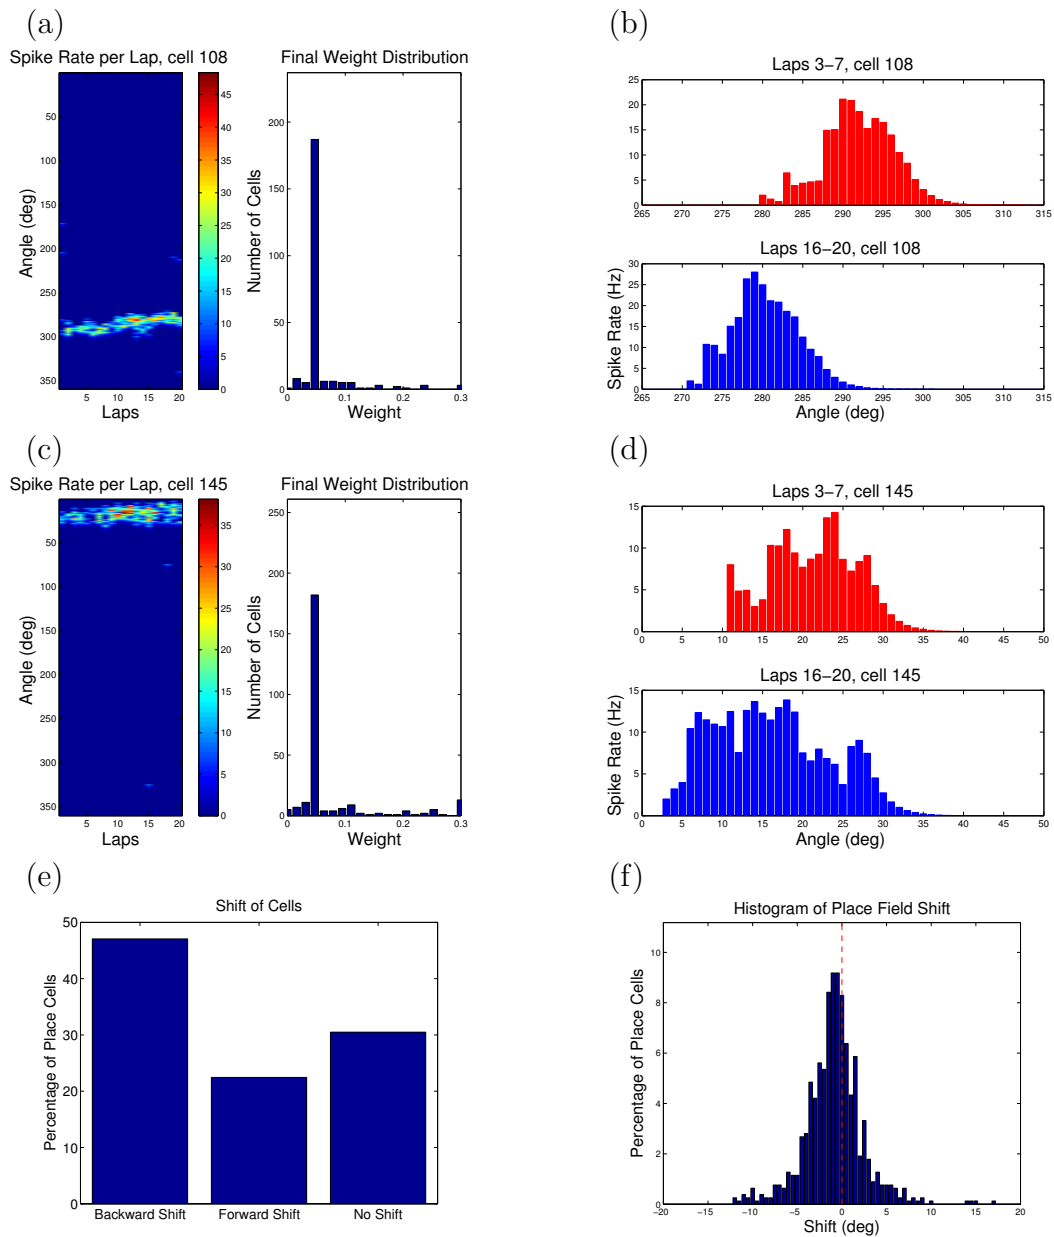 (a)
Spike Rate per Lap, cell 108
Final Weight Distribution
Angle (deg)
50
100
150
200
250
300
350
5 10 15 20
Laps
45
40
35
30
25
20
15
10
5
0
Number of Cells
200
150
100
50
0
0 0.1 0.2 0.3
Weight
(b)
Laps 3−7, cell 108
25
20
15
10
5
0
265 270 275 280 285 290 295 300 305 310 315
Laps 16−20, cell 108
Spike Rate (Hz)
30
25
20
15
10
5
0
265 270 275 280 285 290 295 300 305 310 315
Angle (deg)
(c)
Spike Rate per Lap, cell 145
Final Weight Distribution
Angle (deg)
50
100
150
200
250
300
350
5 10 15 20
Laps
35
30
25
20
15
10
5
0
Number of Cells
250
200
150
100
50
0
0 0.1 0.2 0.3
Weight
(d)
Laps 3−7, cell 145
15
10
5
0
0 5 10 15 20 25 30 35 40 45 50
Laps 16−20, cell 145
Spike Rate (Hz)
15
10
5
0
0 5 10 15 20 25 30 35 40 45 50
Angle (deg)
(e)
Shift of Cells
Percentage of Place Cells
50
40
30
20
10
0
Backward Shift Forward Shift No Shift
(f)
Histogram of Place Field Shift
Percentage of Place Cells
10
8
6
4
2
0
−20 −15 −10 −5 0 5 10 15 20
Shift (deg)